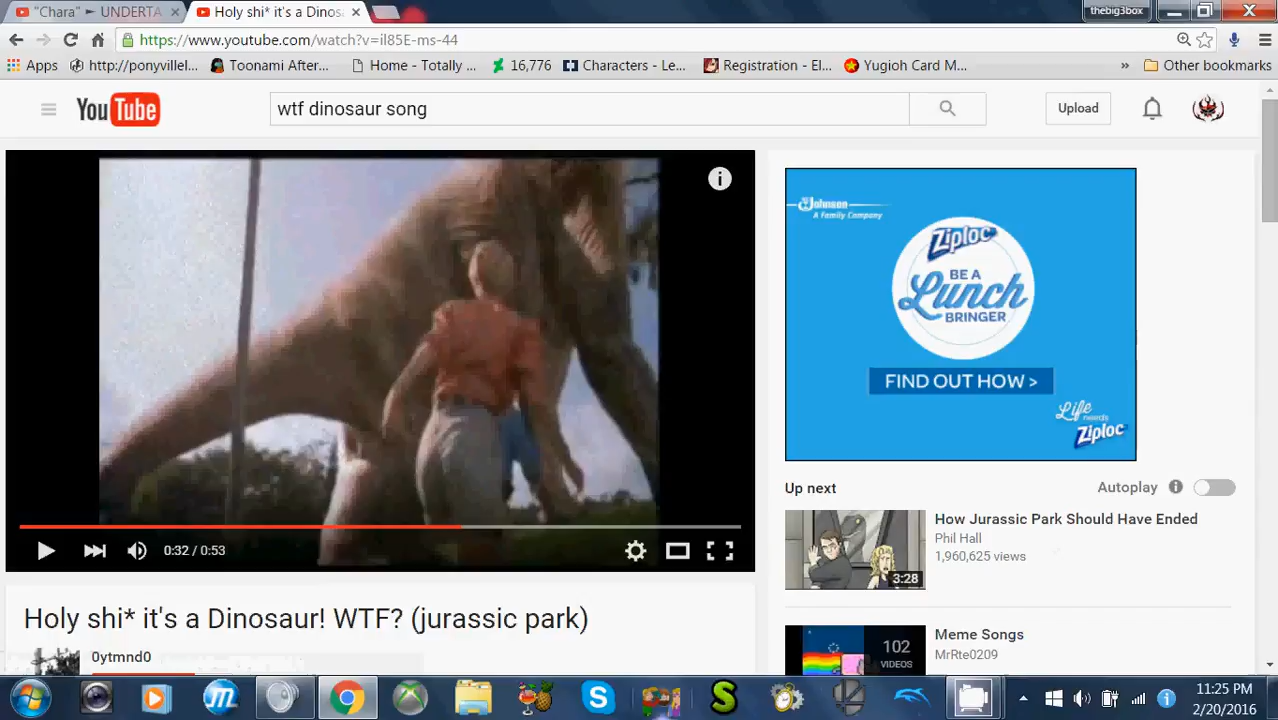 "Chara" ► UNDERTA
Holy shi* it's a Dinos
thebig3box
https://www.youtube.com/watch?v=il85E-ms-44
Apps
http://ponyvillel...
Toonami After...
Home - Totally ...
16,776
Characters - Le...
Registration - El...
Yugioh Card M...
»
Other bookmarks
YouTube
wtf dinosaur song
Upload
Johnson
A Family Company
Ziploc
BE A
Lunch
BRINGER
FIND OUT HOW >
Life
needs
Ziploc
0:32 / 0:53
Up next
Autoplay
How Jurassic Park Should Have Ended
Phil Hall
1,960,625 views
3:28
Holy shi* it's a Dinosaur! WTF? (jurassic park)
0ytmnd0
Meme Songs
MrRte0209
102
VIDEOS
11:25 PM
2/20/2016